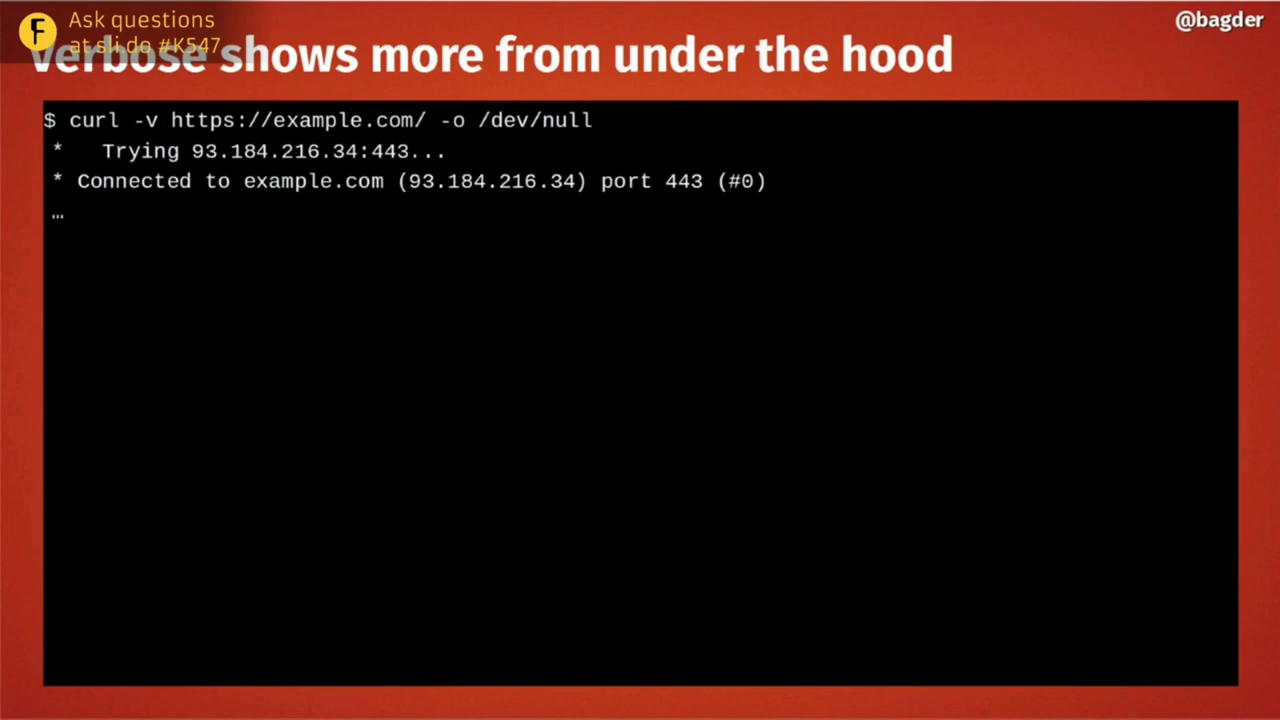 F
Ask questions
at sli.do #K547
@bagder
Verbose shows more from under the hood
$ curl -v https://example.com/ -o /dev/null
*   Trying 93.184.216.34:443...
* Connected to example.com (93.184.216.34) port 443 (#0)
…